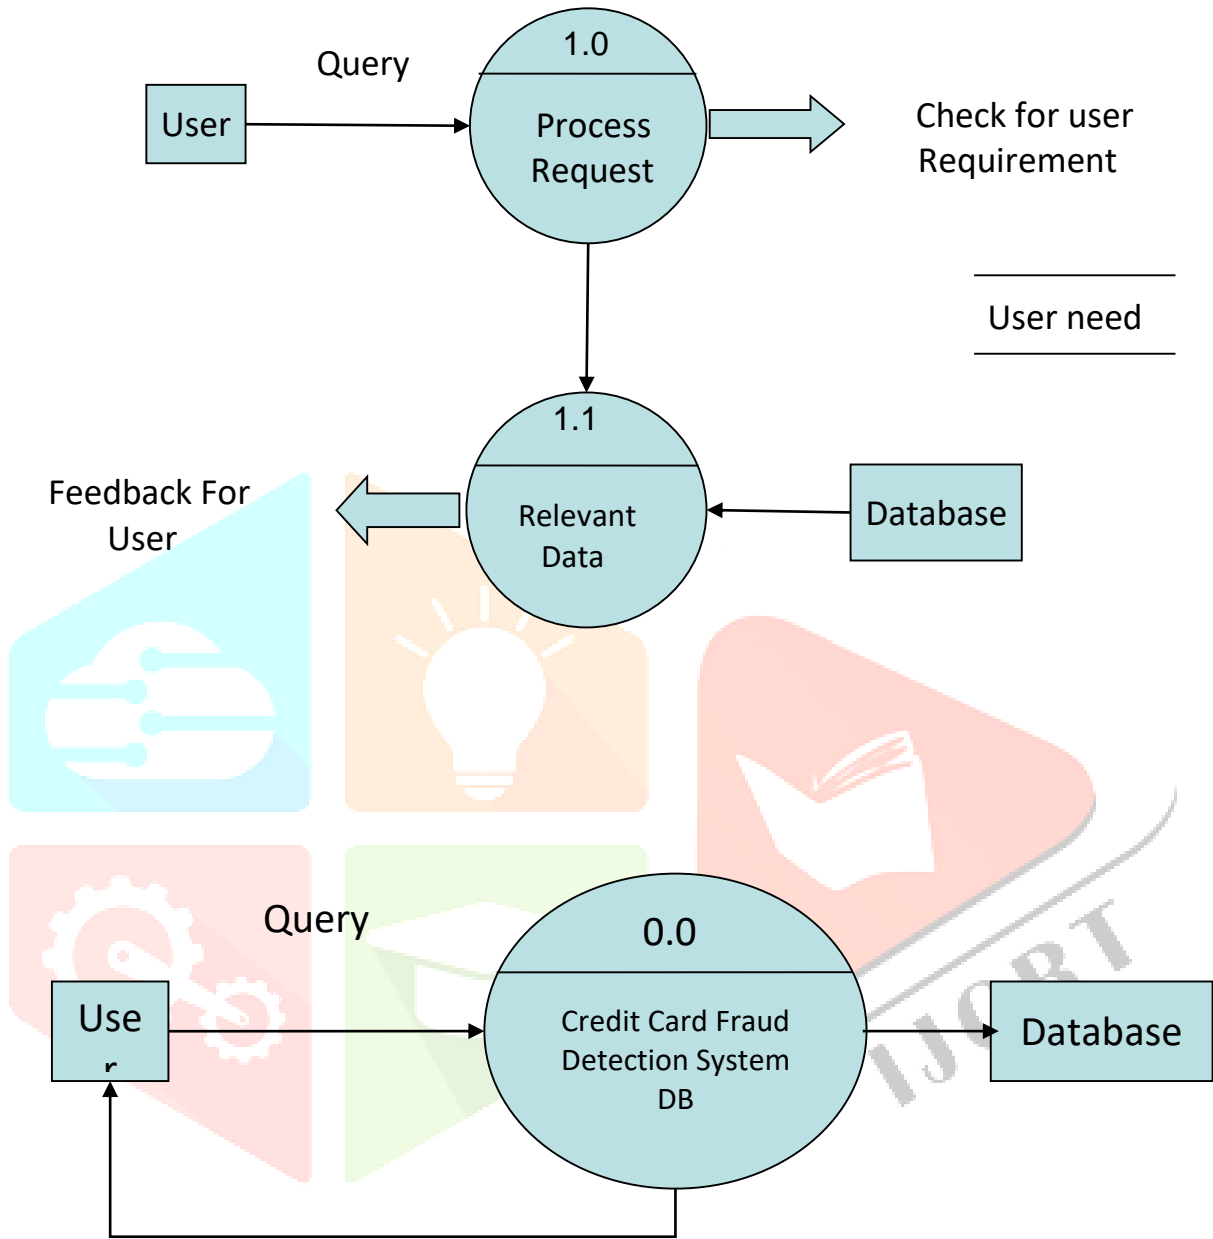 1.0
Query
User
Process
Request
Check for user
Requirement
User need
1.1
Feedback For
User
Relevant
Data
Database
Query
0.0
Use
r
Credit Card Fraud
Detection System
DB
Database
IJCRT